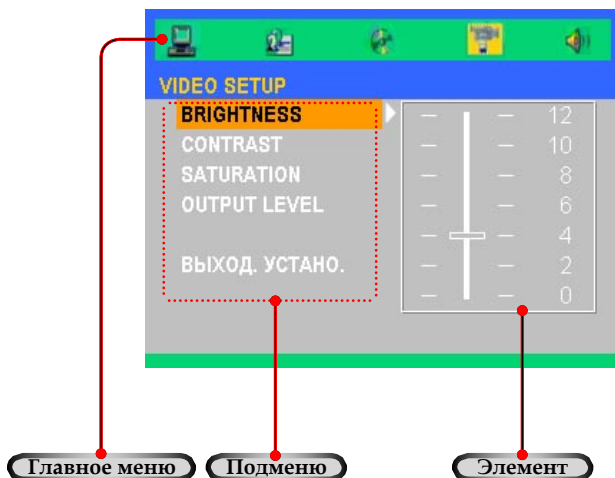 VIDEO SETUP
BRIGHTNESS
CONTRAST
SATURATION
OUTPUT LEVEL
ВЫХОД. УСТАНО.
12
10
8
6
4
2
0
Главное меню
Подменю
Элемент